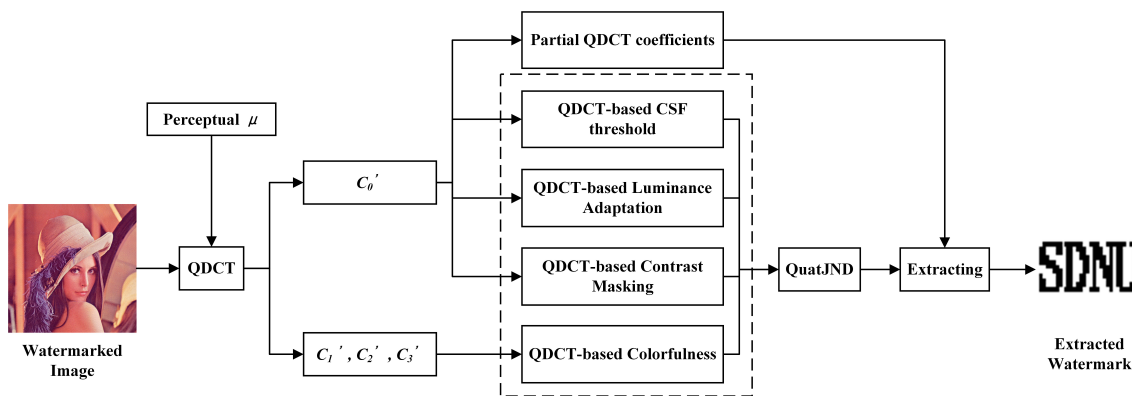 Partial QDCT coefficients
QDCT-based CSF
threshold
Perceptual μ
C₀′
QDCT-based Luminance
Adaptation
QDCT
QDCT-based Contrast
Masking
QuatJND
Extracting
SDNU
C₁′, C₂′, C₃′
QDCT-based Colorfulness
Watermarked
Image
Extracted
Watermark